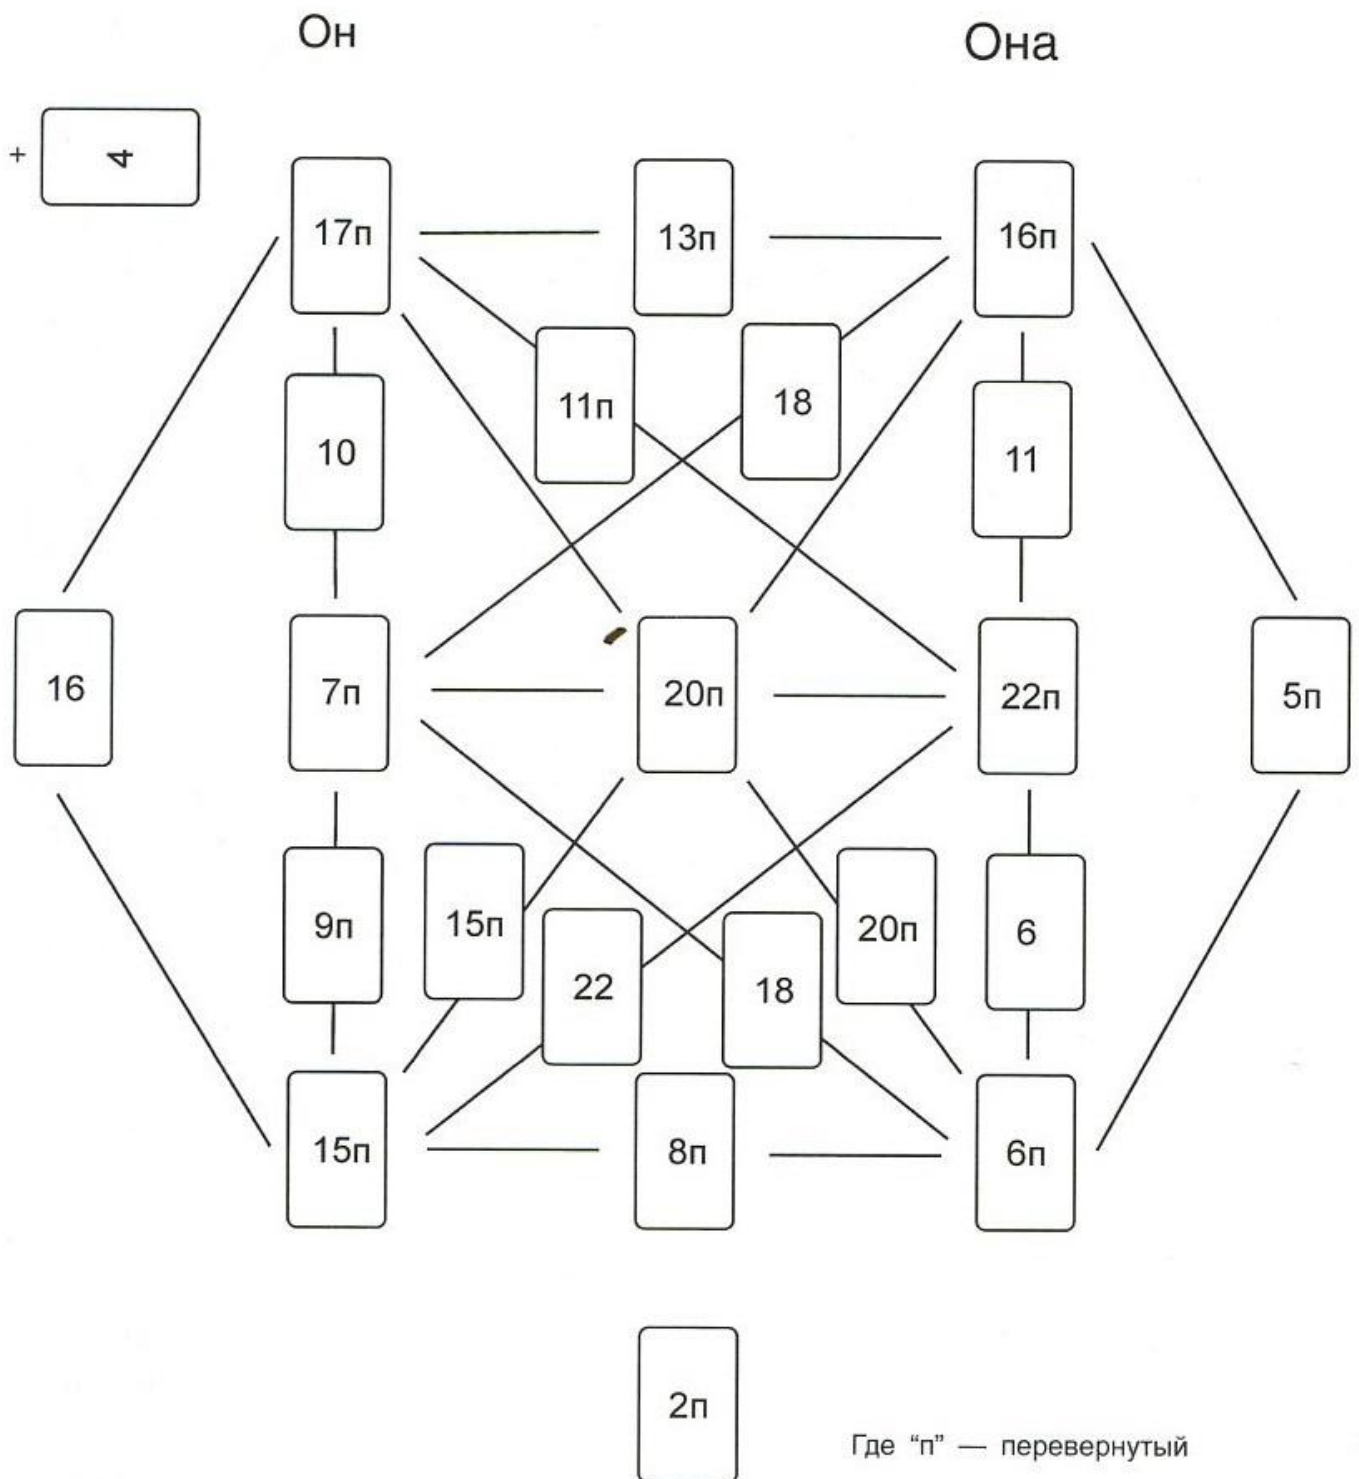 Он Она
+ 4
17п 13п 16п
11п 18
10 11
16 7п 20п 22п 5п
9п 15п 20п 6
22 18
15п 8п 6п
2п
Где “п” — перевернутый